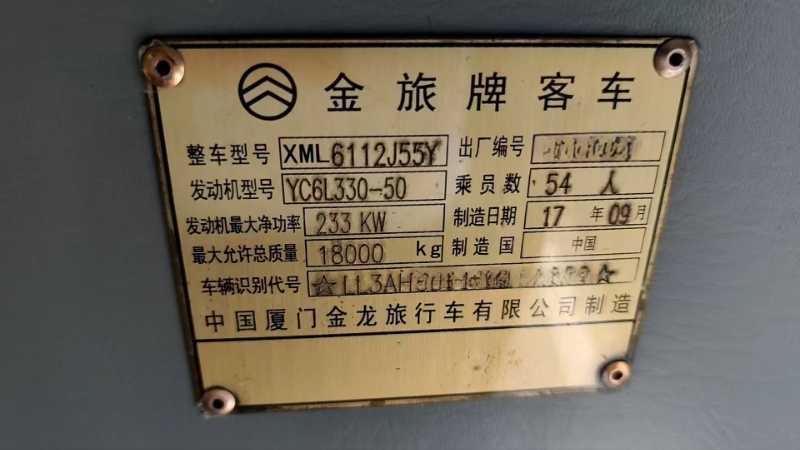 金旅牌客车
整车型号 XML6112J55Y 出厂编号
发动机型号 YC6L330-50 乘员数 54 人
发动机最大净功率 233 KW 制造日期 17 年 09 月
最大允许总质量 18000 kg 制造国 中国
车辆识别代号 ☆LL3AH
中国厦门金龙旅行车有限公司制造